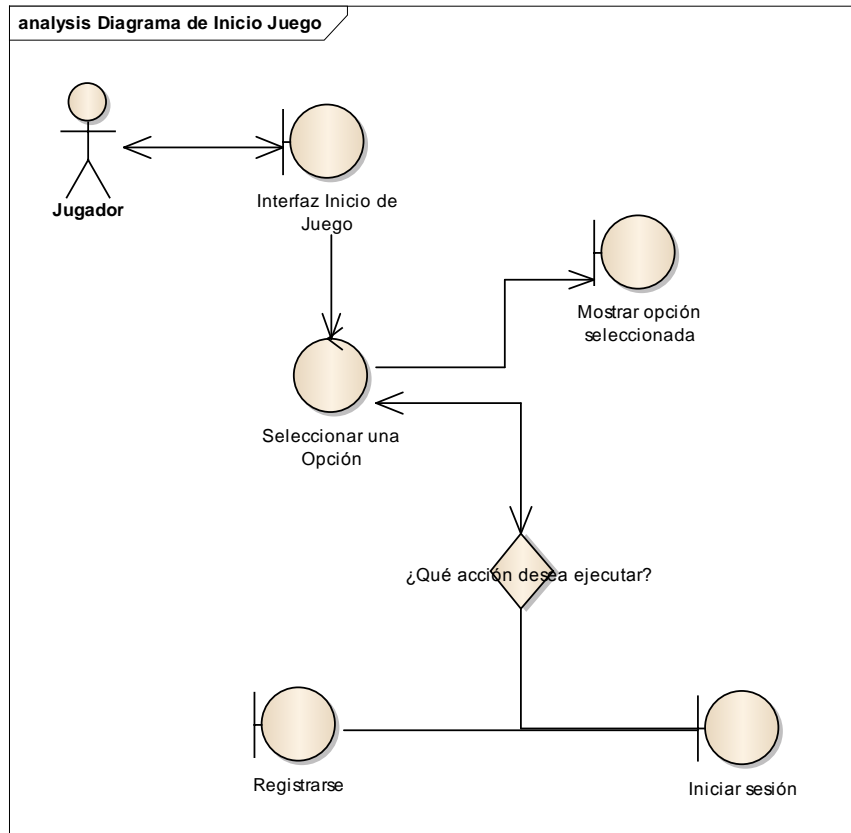 analysis Diagrama de Inicio Juego
Jugador
Interfaz Inicio de
Juego
Mostrar opción
seleccionada
Seleccionar una
Opción
¿Qué acción desea ejecutar?
Registrarse
Iniciar sesión